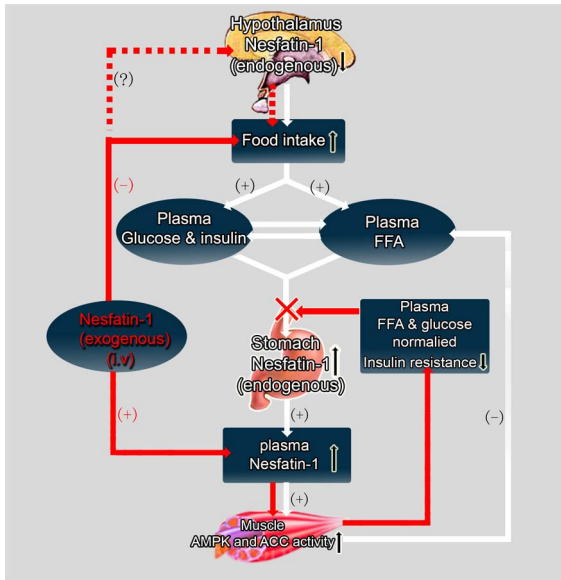 Hypothalamus
Nesfatin-1
(endogenous)
(?)
Food intake
(−)
(+)
(+)
Plasma
Glucose & insulin
Plasma
FFA
Nesfatin-1
(exogenous)
(i.v)
Plasma
FFA & glucose
normalied
Insulin resistance
Stomach
Nesfatin-1
(endogenous)
(+)
(+)
(−)
plasma
Nesfatin-1
(+)
Muscle
AMPK and ACC activity